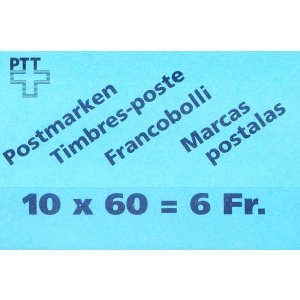 PTT
Postmarken
Timbres-poste
Francobolli
Marcas
postalas
10 x 60 = 6 Fr.